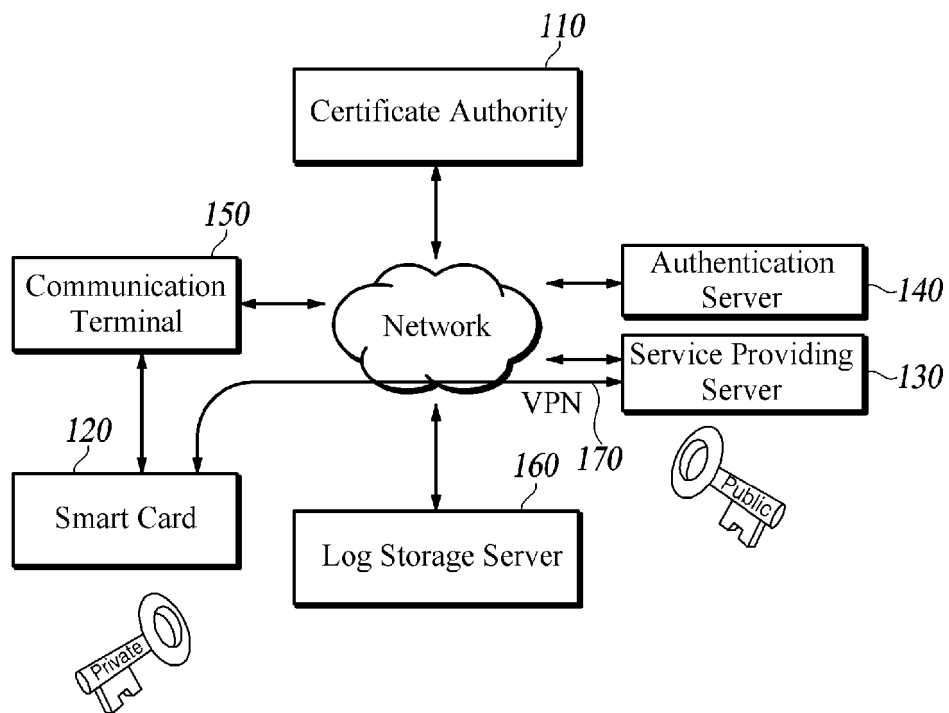 110
Certificate Authority
150
Communication
Terminal
Network
Authentication
Server
140
Service Providing
Server
130
VPN
170
120
Smart Card
160
Log Storage Server
Public
Private